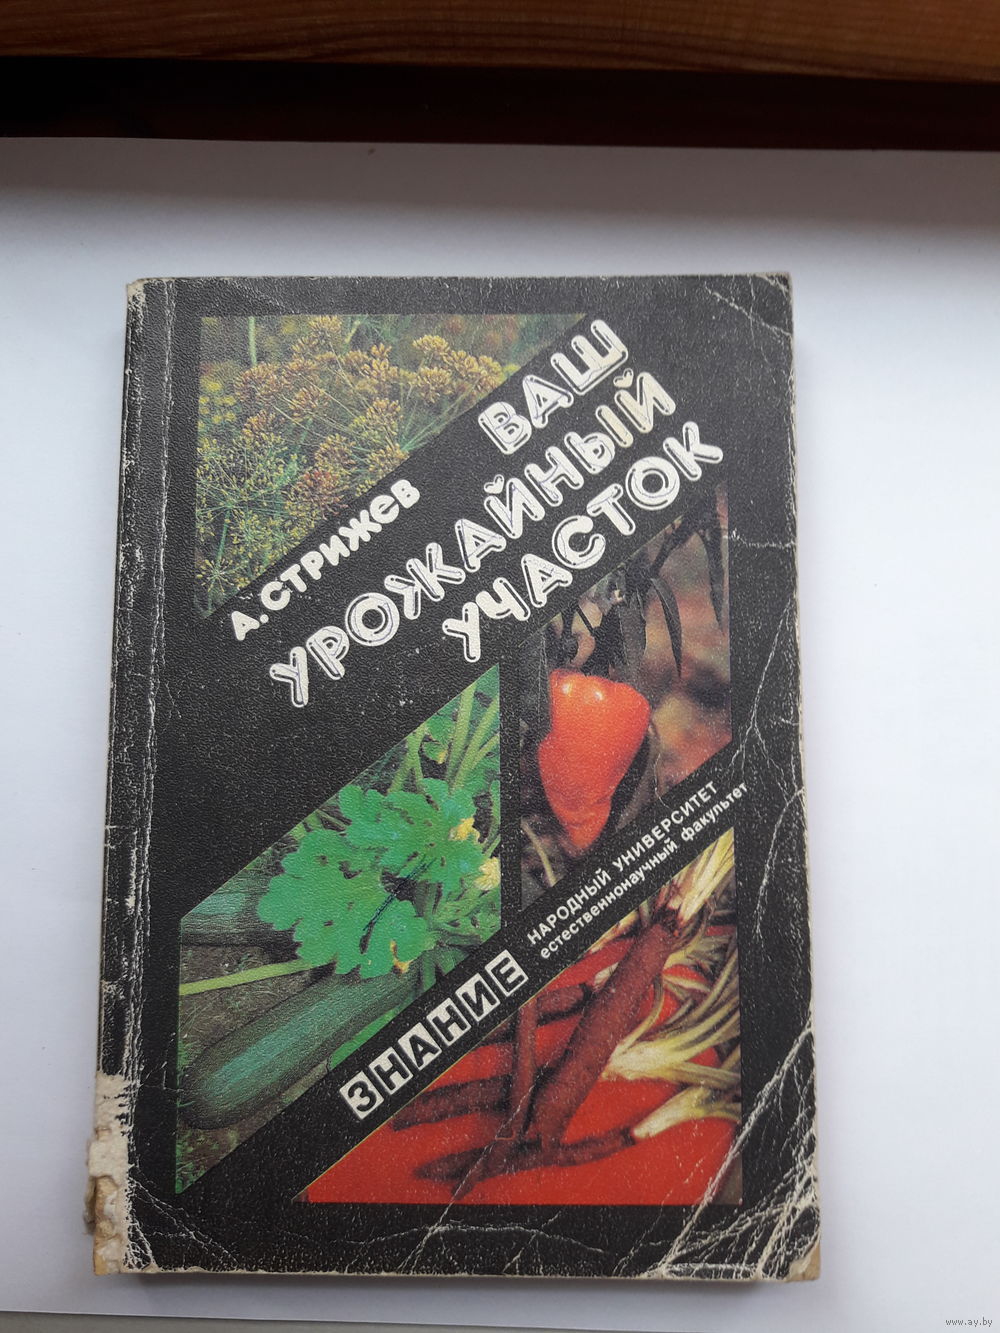 А. Стрижев
ВАШ
УРОЖАЙНЫЙ
УЧАСТОК
ЗНАНИЕ
НАРОДНЫЙ УНИВЕРСИТЕТ
естественнонаучный факультет
www.ay.by